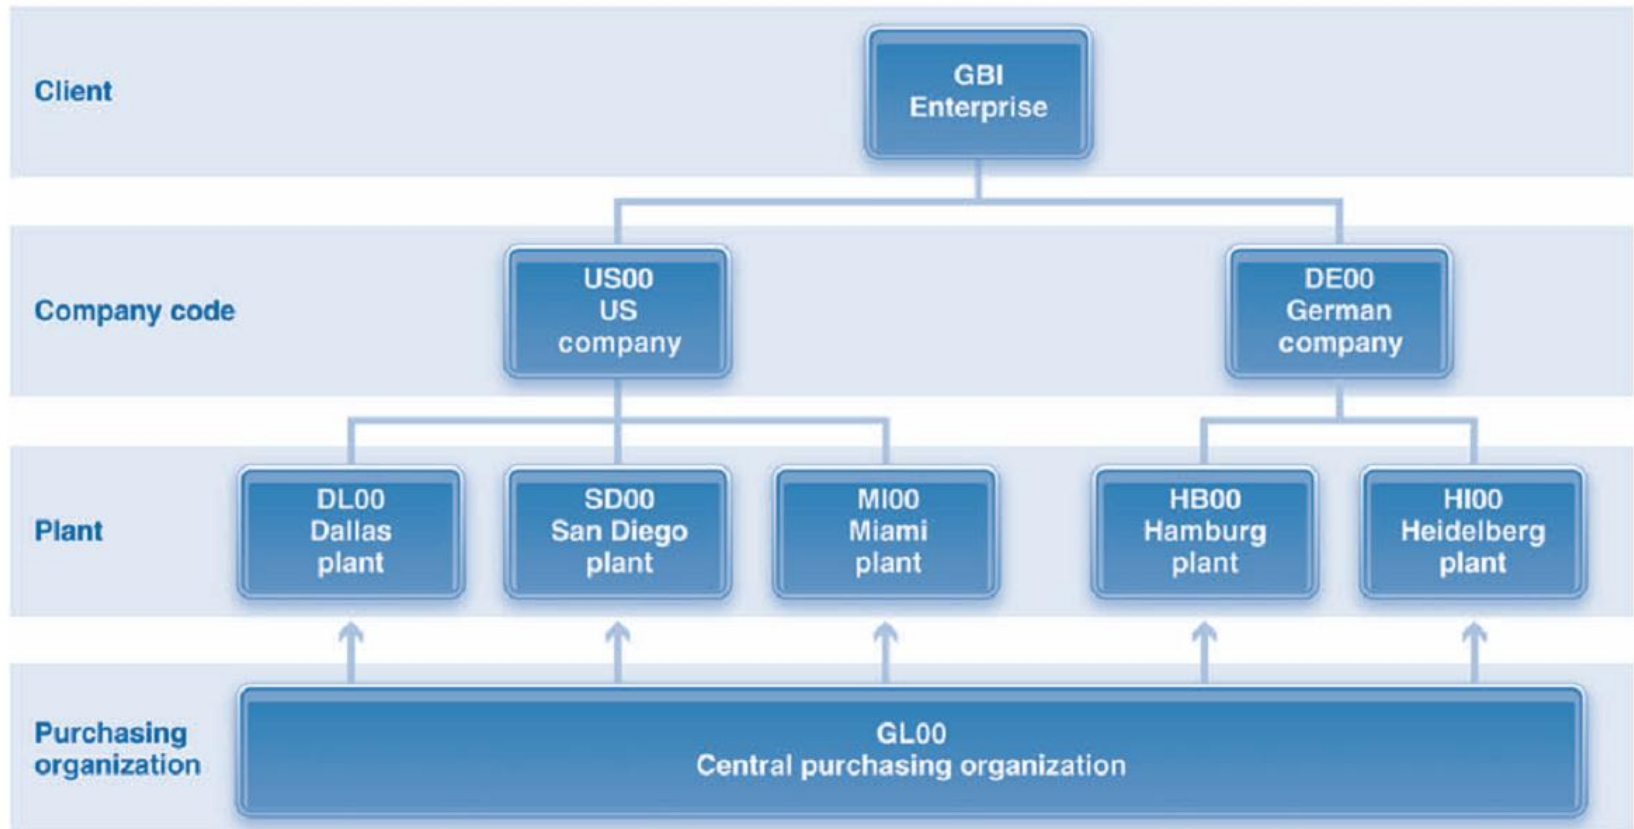 Client
GBI
Enterprise
Company code
US00
US
company
DE00
German
company
Plant
DL00
Dallas
plant
SD00
San Diego
plant
MI00
Miami
plant
HB00
Hamburg
plant
HI00
Heidelberg
plant
Purchasing
organization
GL00
Central purchasing organization